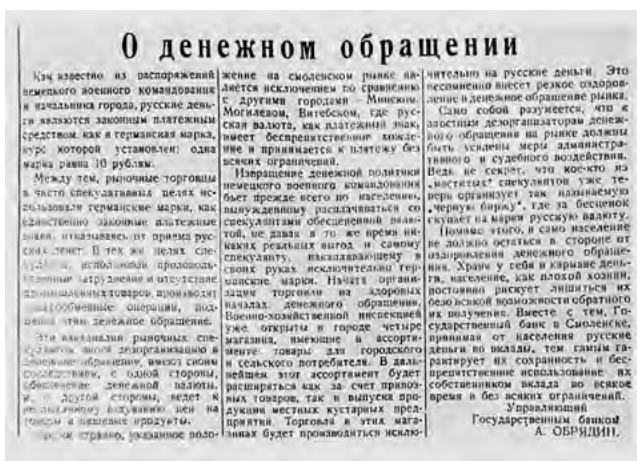 О денежном обращении
Как известно из распоряжений
немецкого военного командования
и начальника города, русские день-
ги являются законным платежным
средством, как и германская марка,
курс которой установлен: одна
марка равна 10 рублям.
Между тем, рыночные торговцы
в чисто спекулятивных целях ис-
пользовали германские марки, как
единственно законные платежные
знаки, отказываясь от приема рус-
ских денег. В тех же целях спе-
используя продоволь-
ственные затруднения и отсутствие
промышленных товаров, производят
товарообменные операции, под-
этим денежное обращение.
Эти махинации рыночных спе-
дезорганизацию в
денежное обращение, имеют своим
последствием, с одной стороны,
обесценение денежной валюты,
и, с другой стороны, ведет к
вздуванию цен на
товары и пищевые продукты.
Как ни странно, указанное поло-
жение на смоленском рынке яв-
ляется исключением по сравнению
с другими городами — Минском,
Могилевом, Витебском, где рус-
ская валюта, как платежный знак,
имеет беспрепятственное хожде-
ние и принимается к платежу без
всяких ограничений.
Извращение денежной политики
немецкого военного командования
бьет прежде всего по населению,
вынужденному расплачиваться со
спекулянтами обесцененной валю-
той, не давая в то же время ни-
каких реальных выгод и самому
спекулянту, накапливающему в
своих руках исключительно гер-
манские марки. Начата органи-
зация торговли на здоровых
началах денежного обращения.
Военно-хозяйственной инспекцией
уже открыты в городе четыре
магазина, имеющие в ассорти-
менте товары для городского
и сельского потребителя. В даль-
нейшем этот ассортимент будет
расширяться как за счет привоз-
ных товаров, так и выпуска про-
дукции местных кустарных пред-
приятий. Торговля в этих мага-
зинах будет производиться исклю-
чительно на русские деньги. Это
несомненно внесет резкое оздоров-
ление в денежное обращение рынка.
Само собой разумеется, что к
злостным дезорганизаторам денеж-
ного обращения на рынке должны
быть усилены меры администра-
тивного и судебного воздействия.
Ведь не секрет, что кое-кто из
„маститых" спекулянтов уже те-
перь организует так называемую
„черную биржу", где за бесценок
скупает на марки русскую валюту.
Помимо этого, и само население
не должно остаться в стороне от
оздоровления денежного обраще-
ния. Храня у себя в кармане день-
ги, население, как плохой хозяин,
постоянно рискует лишиться их
безо всякой возможности обратного
их получения. Вместе с тем, Го-
сударственный банк в Смоленске,
принимая от населения русские
деньги во вклады, тем самым га-
рантирует их сохранность и бес-
препятственное использование их
собственником вклада во всякое
время и без всяких ограничений.
Управляющий
Государственным банком
А. ОБРЯДИН.